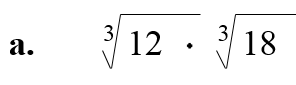 a. ∛12 · ∛18